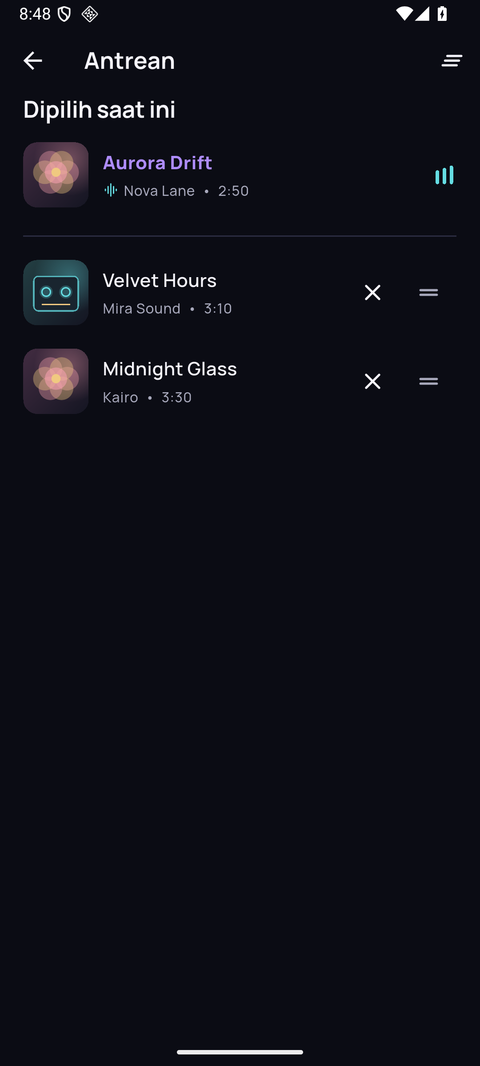 8:48
Antrean
Dipilih saat ini
Aurora Drift
Nova Lane • 2:50
Velvet Hours
Mira Sound • 3:10
Midnight Glass
Kairo • 3:30